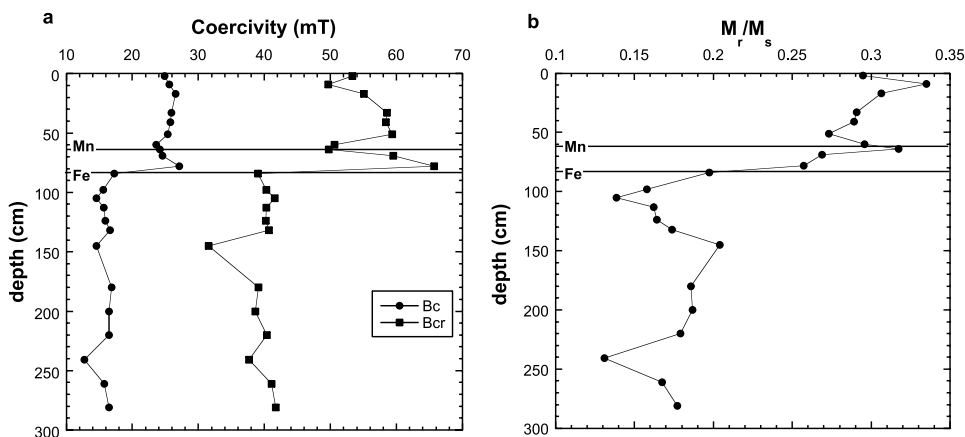 a
Coercivity (mT)
10 20 30 40 50 60 70
0
50
100
150
200
250
300
depth (cm)
Mn
Fe
Bc
Bcr
b
Mr/Ms
0.1 0.15 0.2 0.25 0.3 0.35
0
50
100
150
200
250
300
depth (cm)
Mn
Fe